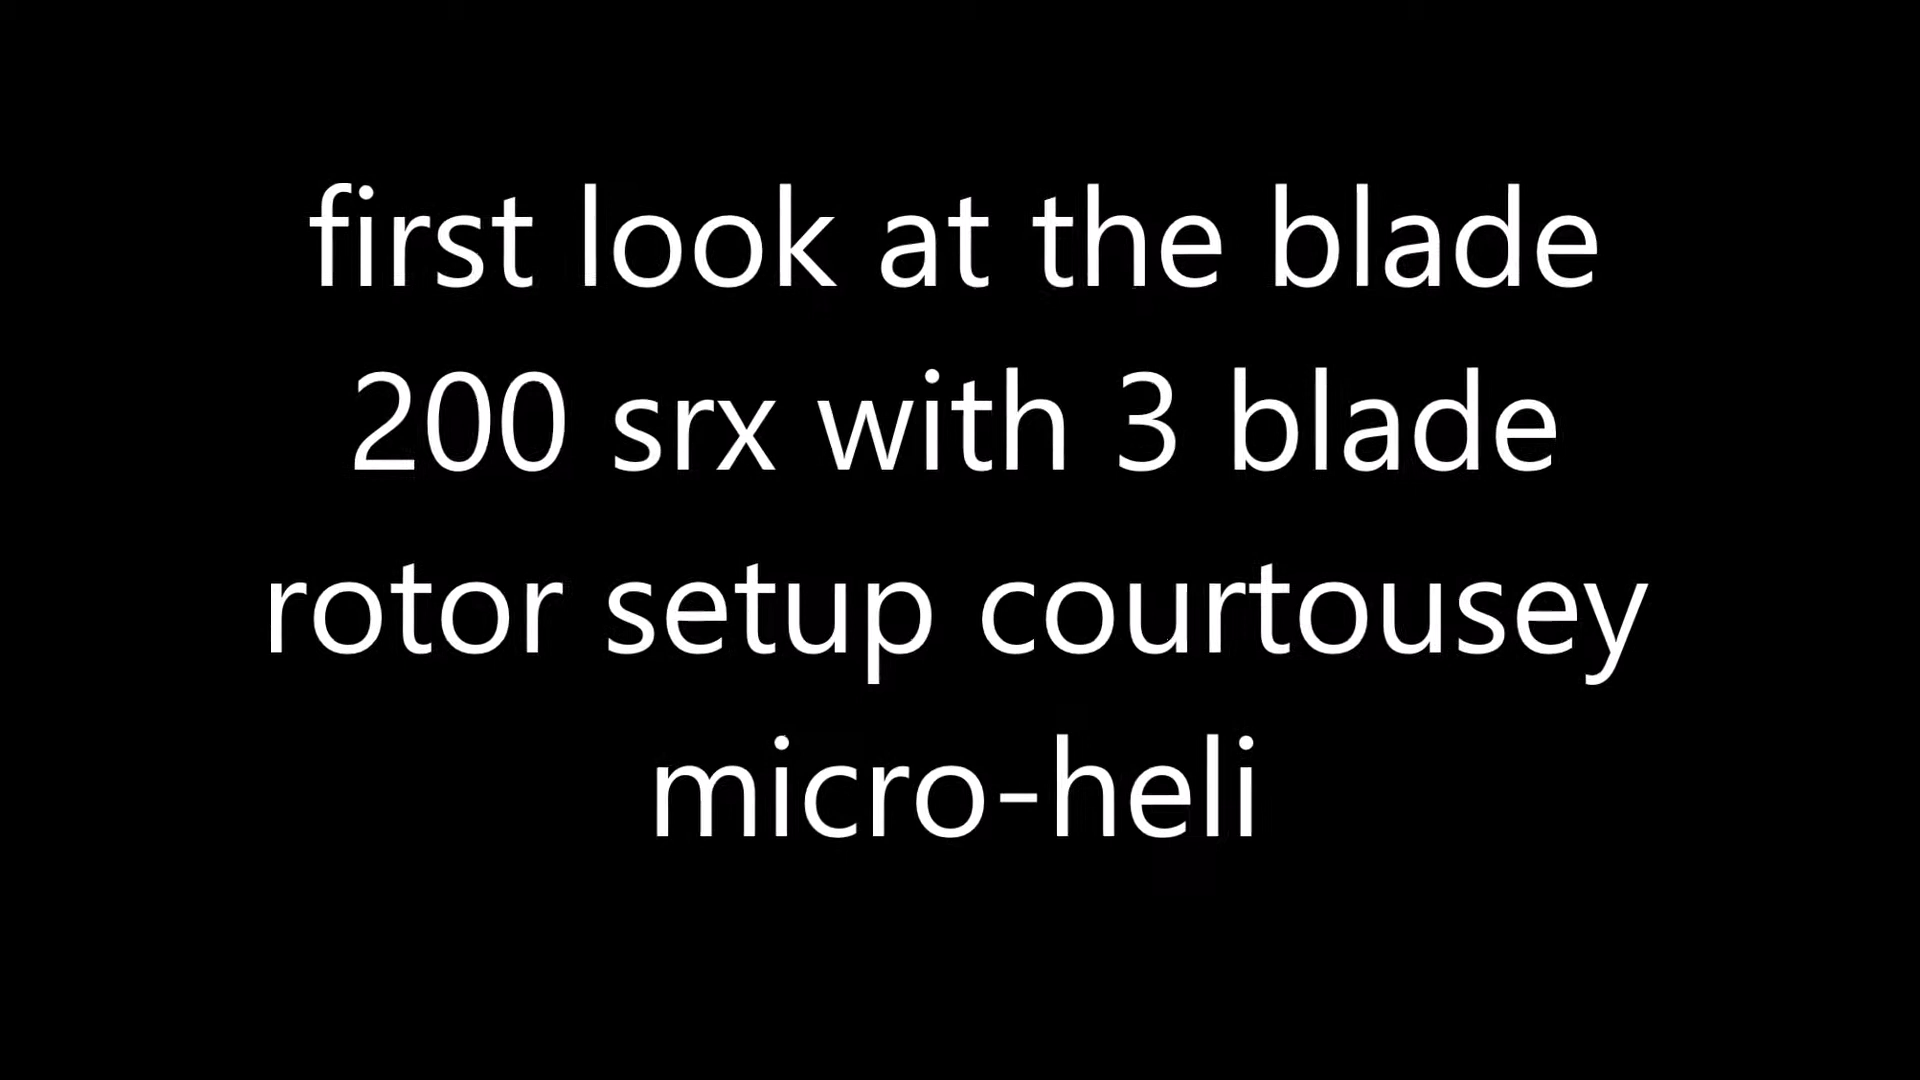 first look at the blade
200 srx with 3 blade
rotor setup courtousey
micro-heli